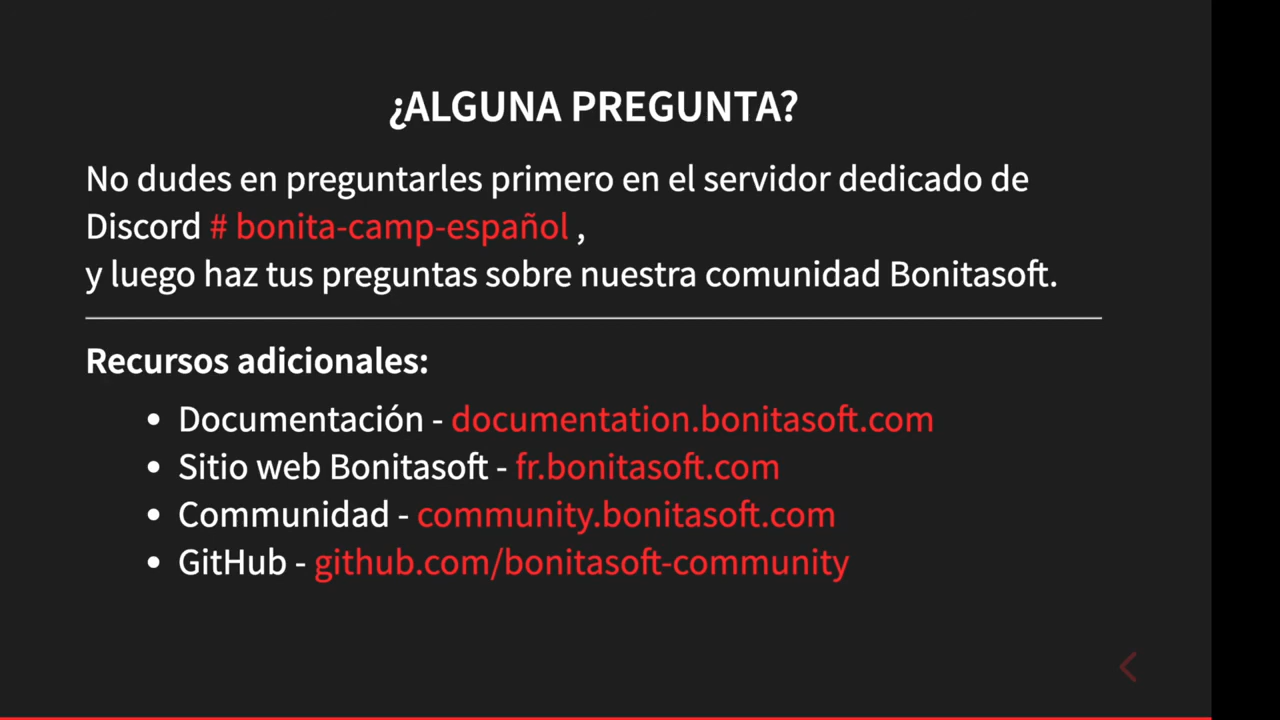 ¿ALGUNA PREGUNTA?
No dudes en preguntarles primero en el servidor dedicado de
Discord # bonita-camp-español ,
y luego haz tus preguntas sobre nuestra comunidad Bonitasoft.
Recursos adicionales:
• Documentación - documentation.bonitasoft.com
• Sitio web Bonitasoft - fr.bonitasoft.com
• Communidad - community.bonitasoft.com
• GitHub - github.com/bonitasoft-community